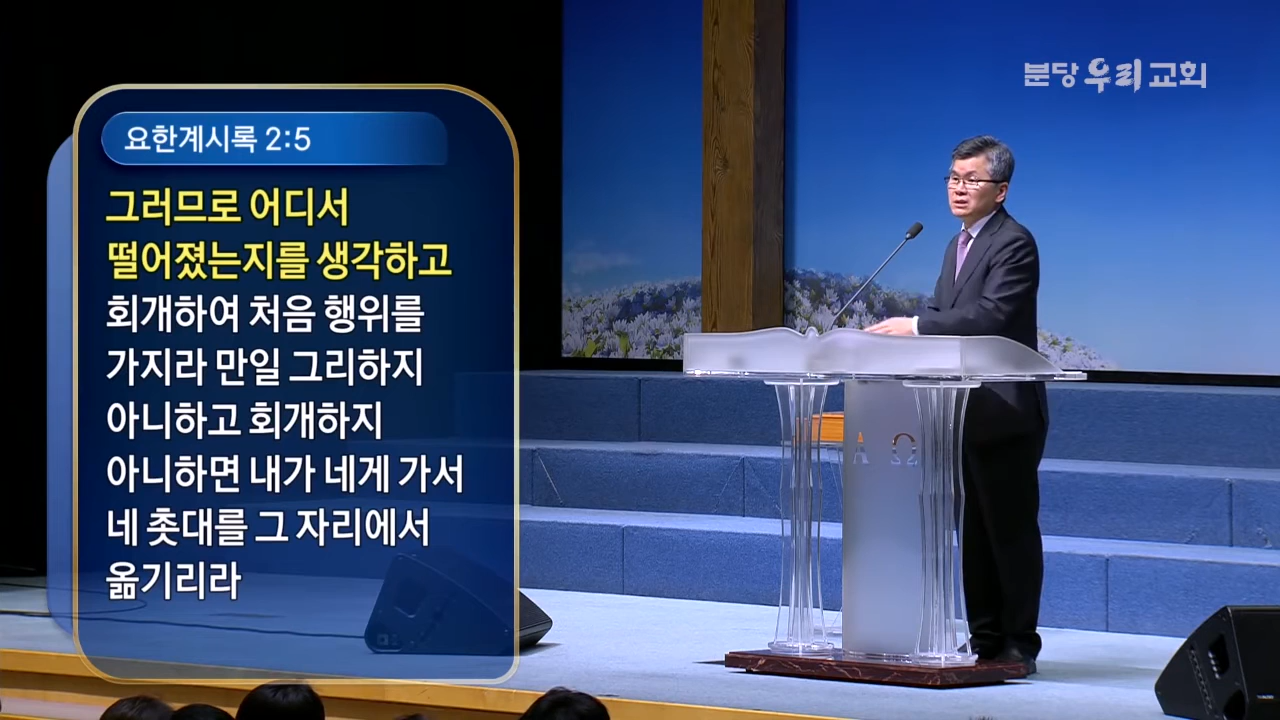 분당 우리교회
요한계시록 2:5
그러므로 어디서
떨어졌는지를 생각하고
회개하여 처음 행위를
가지라 만일 그리하지
아니하고 회개하지
아니하면 내가 네게 가서
네 촛대를 그 자리에서
옮기리라
Α Ω